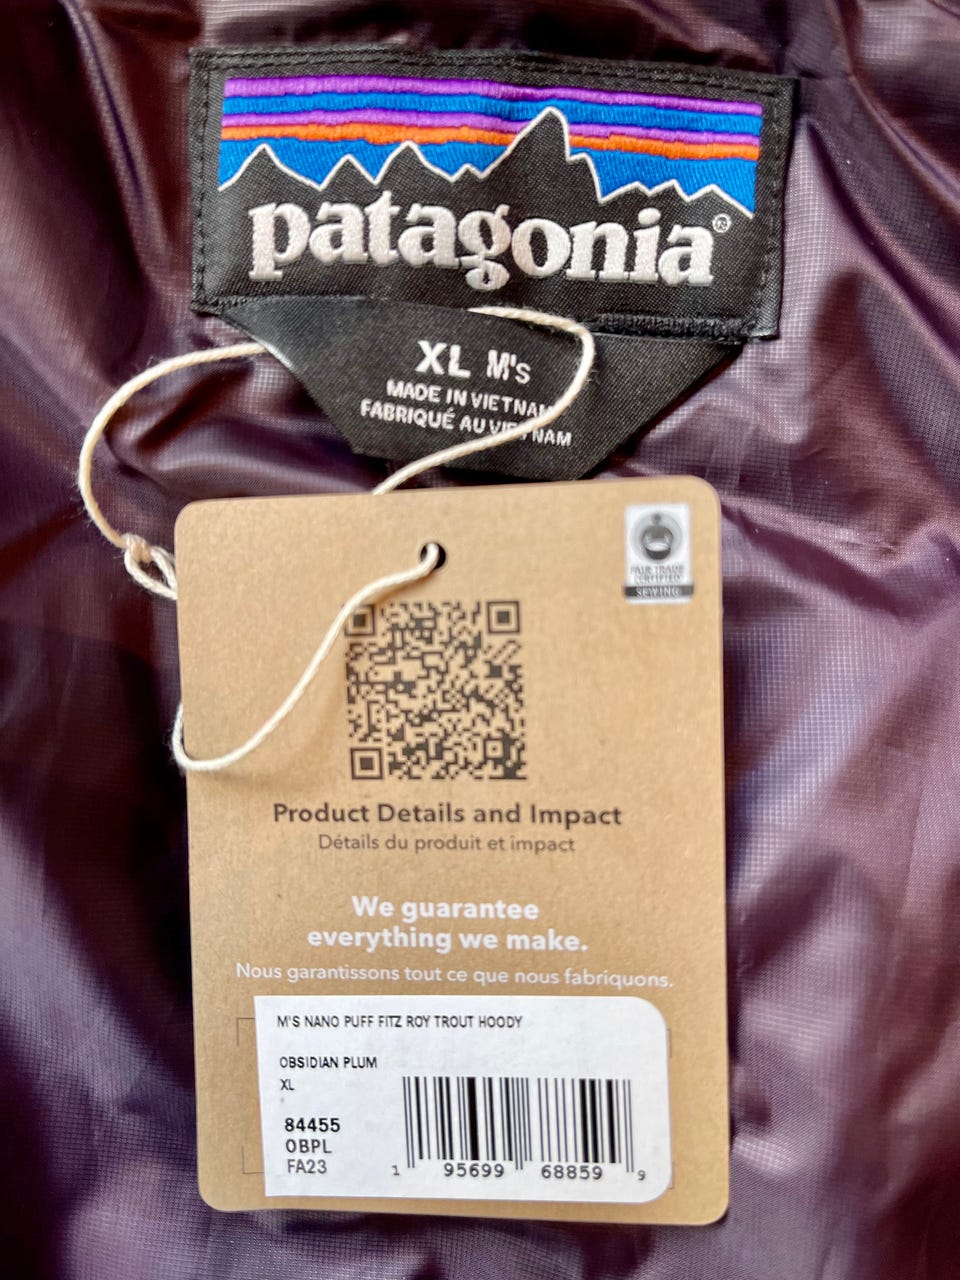 patagonia®
XL M's
MADE IN VIETNAM
FABRIQUÉ AU VIETNAM
FAIR TRADE
CERTIFIED
SEWING
Product Details and Impact
Détails du produit et impact
We guarantee
everything we make.
Nous garantissons tout ce que nous fabriquons.
M'S NANO PUFF FITZ ROY TROUT HOODY
OBSIDIAN PLUM
XL
84455
OBPL
FA23
1 95699 68859 9